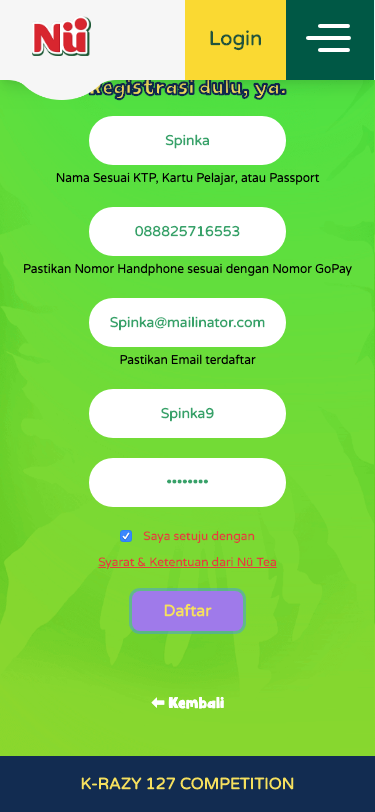 Nü
Login
Registrasi dulu, ya.
Spinka
Nama Sesuai KTP, Kartu Pelajar, atau Passport
088825716553
Pastikan Nomor Handphone sesuai dengan Nomor GoPay
Spinka@mailinator.com
Pastikan Email terdaftar
Spinka9
••••••••
Saya setuju dengan
Syarat & Ketentuan dari Nü Tea
Daftar
⬅ Kembali
K-RAZY 127 COMPETITION